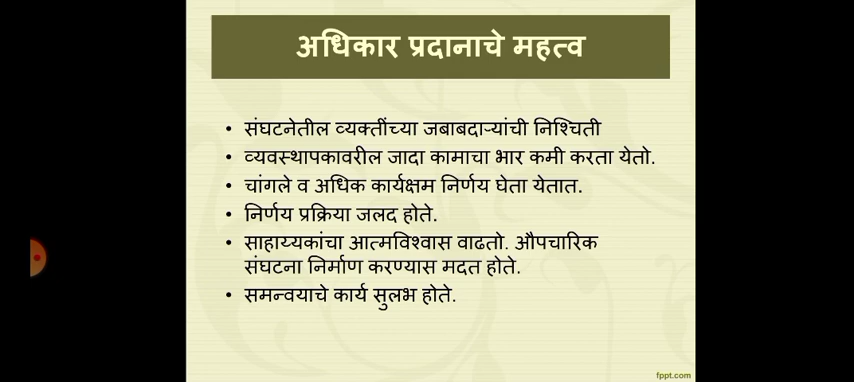 अधिकार प्रदानाचे महत्व
• संघटनेतील व्यक्तींच्या जबाबदाऱ्यांची निश्चिती
• व्यवस्थापकावरील जादा कामाचा भार कमी करता येतो.
• चांगले व अधिक कार्यक्षम निर्णय घेता येतात.
• निर्णय प्रक्रिया जलद होते.
• साहाय्यकांचा आत्मविश्वास वाढतो. औपचारिक
संघटना निर्माण करण्यास मदत होते.
• समन्वयाचे कार्य सुलभ होते.
fppt.com